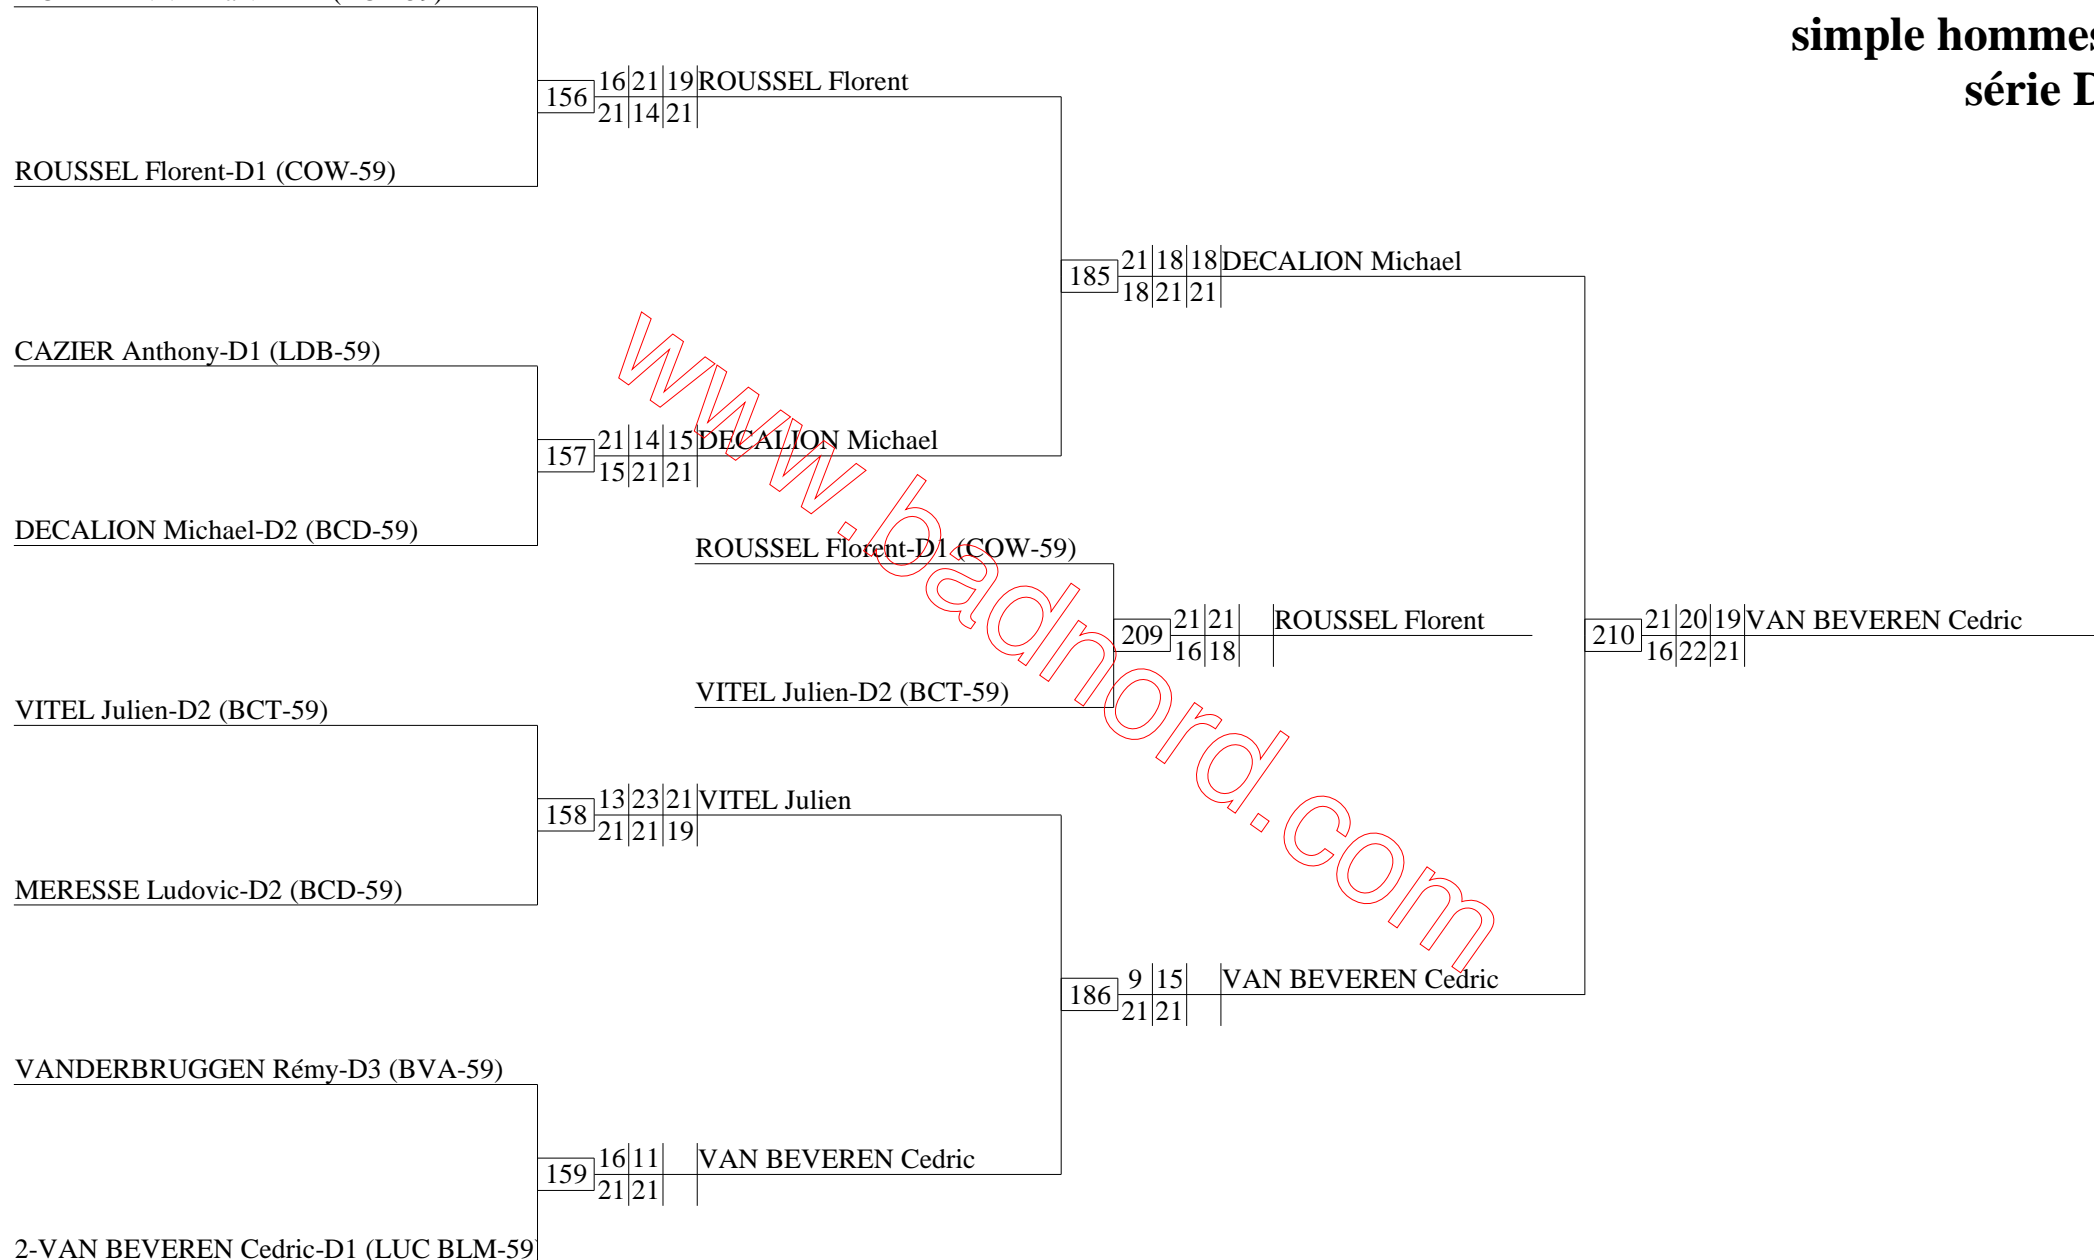 simple hommes
série D
16 21 19 ROUSSEL Florent
156
21 14 21
ROUSSEL Florent-D1 (COW-59)
21 18 18 DECALION Michael
185
18 21 21
CAZIER Anthony-D1 (LDB-59)
21 14 15 DECALION Michael
157
15 21 21
DECALION Michael-D2 (BCD-59)
ROUSSEL Florent-D1 (COW-59)
21 21 ROUSSEL Florent
209
16 18
21 20 19 VAN BEVEREN Cedric
210
16 22 21
VITEL Julien-D2 (BCT-59)
VITEL Julien-D2 (BCT-59)
13 23 21 VITEL Julien
158
21 21 19
MERESSE Ludovic-D2 (BCD-59)
9 15 VAN BEVEREN Cedric
186
21 21
VANDERBRUGGEN Rémy-D3 (BVA-59)
16 11 VAN BEVEREN Cedric
159
21 21
2-VAN BEVEREN Cedric-D1 (LUC BLM-59)
www.badnord.com